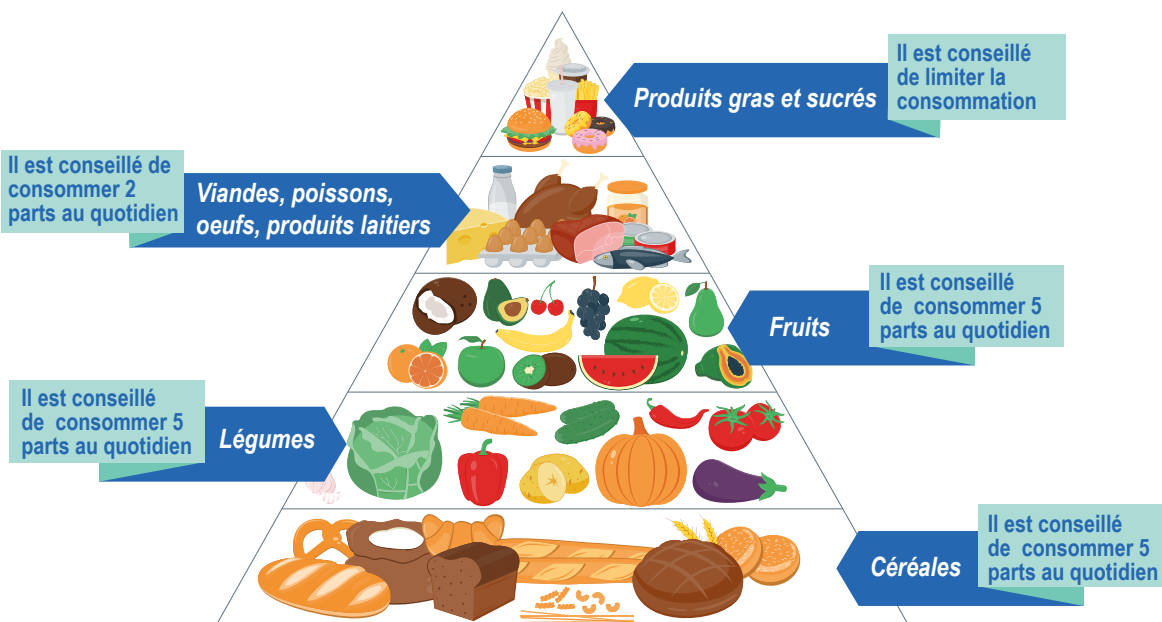 Produits gras et sucrés
Il est conseillé
de limiter la
consommation
Il est conseillé de
consommer 2
parts au quotidien
Viandes, poissons,
oeufs, produits laitiers
Fruits
Il est conseillé
de consommer 5
parts au quotidien
Il est conseillé
de consommer 5
parts au quotidien
Légumes
Céréales
Il est conseillé
de consommer 5
parts au quotidien